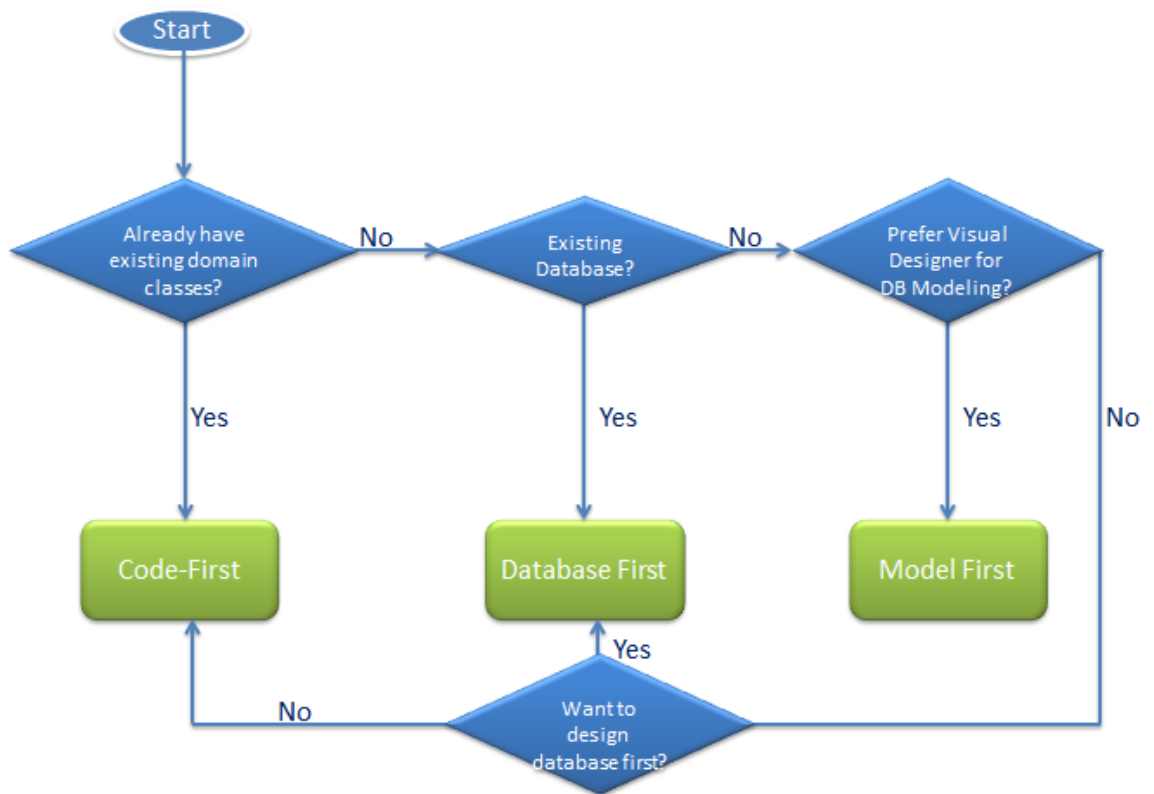 Start
Already have
existing domain
classes?
No
Existing
Database?
No
Prefer Visual
Designer for
DB Modeling?
Yes
Yes
Yes
No
Code-First
Database First
Model First
Yes
No
Want to
design
database first?